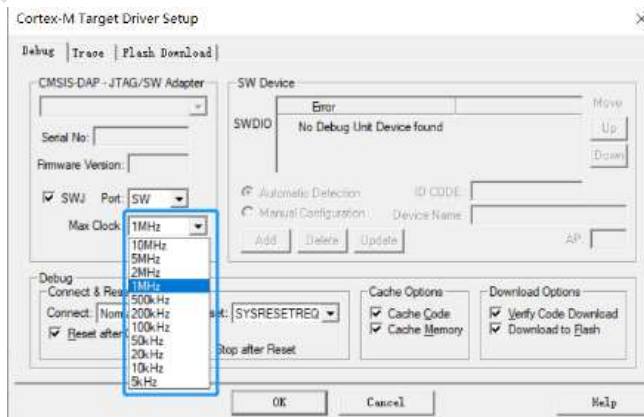 Cortex-M Target Driver Setup
Debug | Trace | Flash Download
CMSIS-DAP - JTAG/SW Adapter
Serial No:
Firmware Version:
SWJ Port: SW
Max Clock: 1MHz
10MHz
5MHz
2MHz
1MHz
500kHz
200kHz
100kHz
50kHz
20kHz
10kHz
5kHz
SW Device
Error
SWDIO No Debug Unit Device found
Move
Up
Down
Automatic Detection ID CODE:
Manual Configuration Device Name:
Add Delete Update AP:
Debug
Connect & Res
Connect: Norm et: SYSRESETREQ
Reset after
Stop after Reset
Cache Options
Cache Code
Cache Memory
Download Options
Verify Code Download
Download to Flash
OK Cancel Help